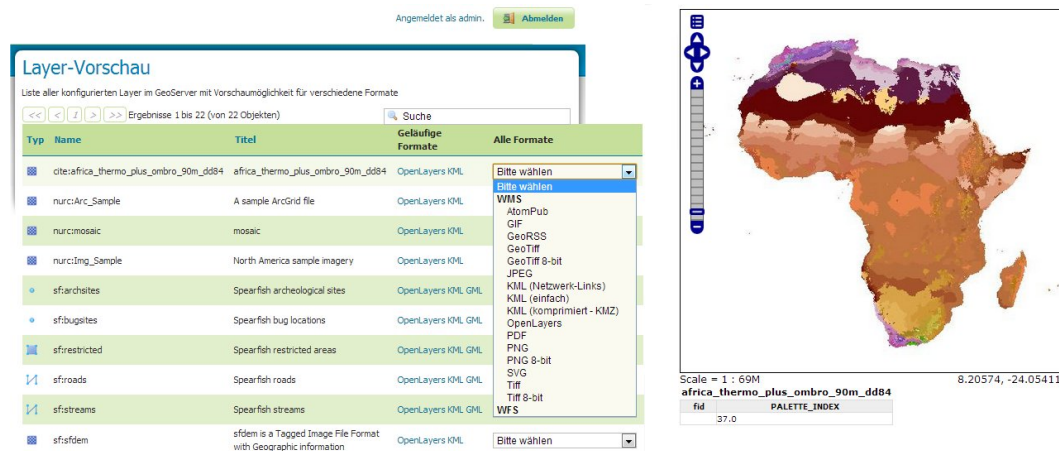 Angemeldet als admin.
Abmelden
Layer-Vorschau
Liste aller konfigurierten Layer im GeoServer mit Vorschaumöglichkeit für verschiedene Formate
<< < 1 > >> Ergebnisse 1 bis 22 (von 22 Objekten)
Suche
Typ Name Titel Geläufige Formate Alle Formate
cite:africa_thermo_plus_ombro_90m_dd84 africa_thermo_plus_ombro_90m_dd84 OpenLayers KML Bitte wählen
nurc:Arc_Sample A sample ArcGrid file OpenLayers KML
nurc:mosaic mosaic OpenLayers KML
nurc:Img_Sample North America sample imagery OpenLayers KML
sf:archsites Spearfish archeological sites OpenLayers KML GML
sf:bugsites Spearfish bug locations OpenLayers KML GML
sf:restricted Spearfish restricted areas OpenLayers KML GML
sf:roads Spearfish roads OpenLayers KML GML
sf:streams Spearfish streams OpenLayers KML GML
sf:sfdem sfdem is a Tagged Image File Format with Geographic information OpenLayers KML Bitte wählen
Bitte wählen
WMS
AtomPub
GIF
GeoRSS
GeoTiff
GeoTiff 8-bit
JPEG
KML (Netzwerk-Links)
KML (einfach)
KML (komprimiert - KMZ)
OpenLayers
PDF
PNG
PNG 8-bit
SVG
Tiff
Tiff 8-bit
WFS
Scale = 1 : 69M
8.20574, -24.05411
africa_thermo_plus_ombro_90m_dd84
fid PALETTE_INDEX
37.0